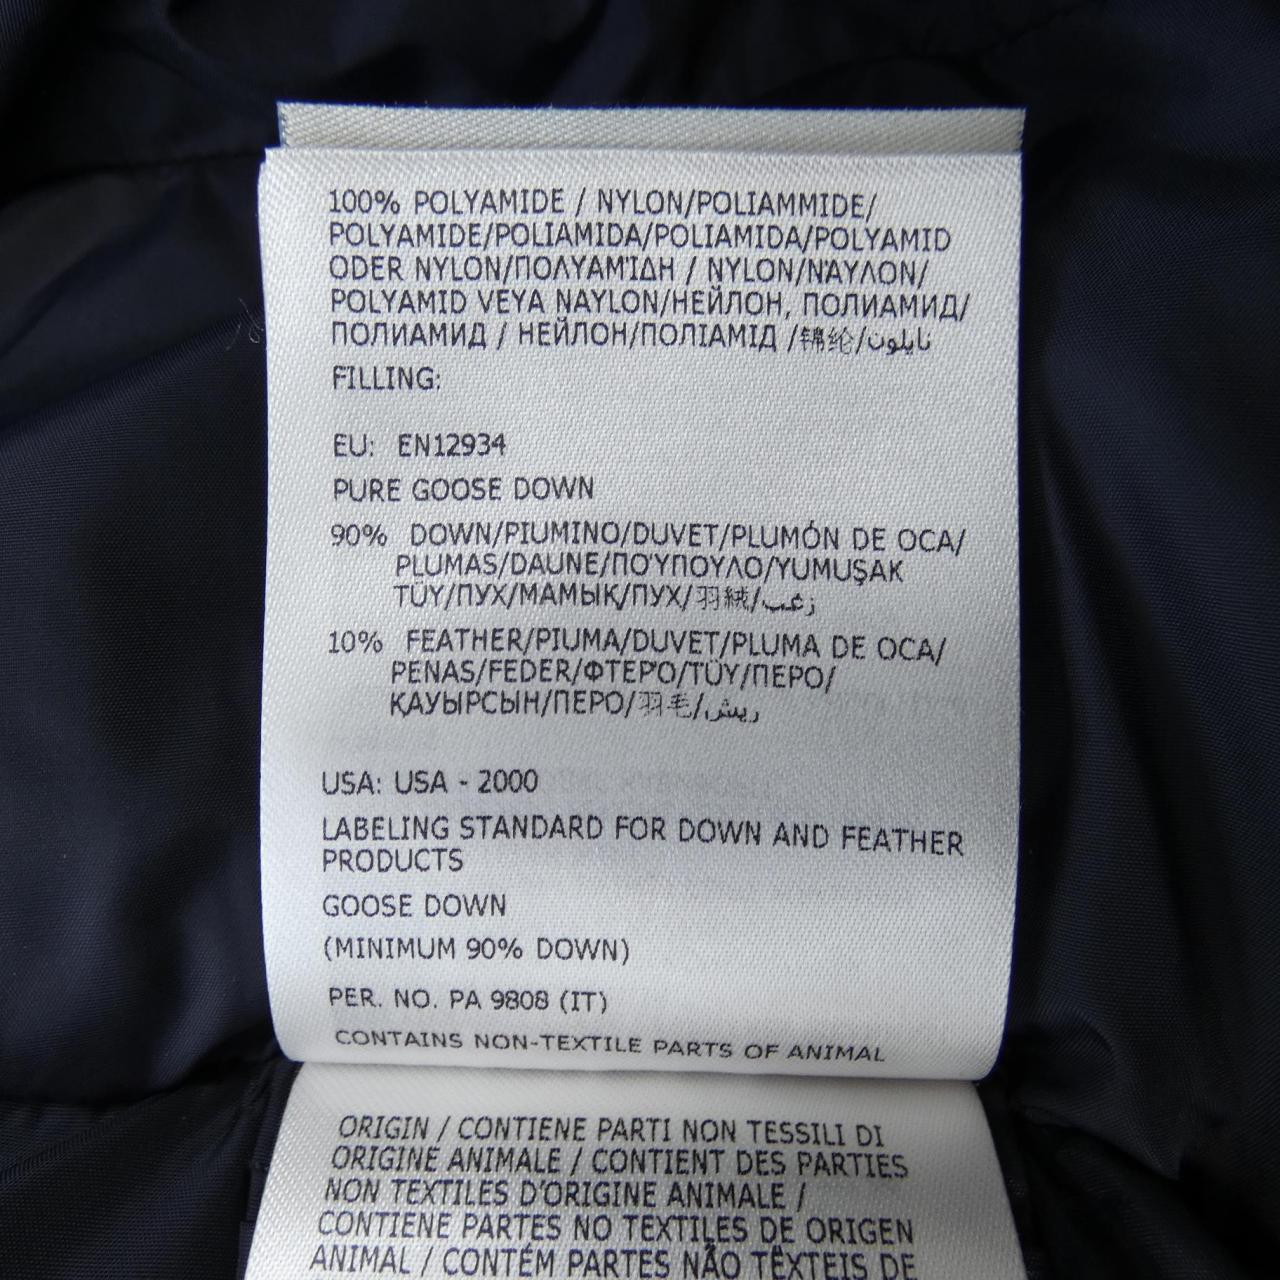 100% POLYAMIDE / NYLON/POLIAMMIDE/
POLYAMIDE/POLIAMIDA/POLIAMIDA/POLYAMID
ODER NYLON/ΠΟΛΥΑΜΊΔΗ / NYLON/ΝΆΥΛΟΝ/
POLYAMID VEYA NAYLON/НЕЙЛОН, ПОЛИАМИД/
ПОЛИАМИД / НЕЙЛОН/ПОЛІАМІД /锦纶/نايلون
FILLING:
EU: EN12934
PURE GOOSE DOWN
90% DOWN/PIUMINO/DUVET/PLUMÓN DE OCA/
PLUMAS/DAUNE/ΠΟΎΠΟΥΛΟ/YUMUŞAK
TÜY/ПУХ/МАМЫҚ/ПУХ/羽絨/زغب
10% FEATHER/PIUMA/DUVET/PLUMA DE OCA/
PENAS/FEDER/ΦΤΕΡΌ/TÜY/ПЕРО/
ҚАУЫРСЫН/ПЕРО/羽毛/ريش
USA: USA - 2000
LABELING STANDARD FOR DOWN AND FEATHER
PRODUCTS
GOOSE DOWN
(MINIMUM 90% DOWN)
PER. NO. PA 9808 (IT)
CONTAINS NON-TEXTILE PARTS OF ANIMAL
ORIGIN / CONTIENE PARTI NON TESSILI DI
ORIGINE ANIMALE / CONTIENT DES PARTIES
NON TEXTILES D'ORIGINE ANIMALE /
CONTIENE PARTES NO TEXTILES DE ORIGEN
ANIMAL / CONTÉM PARTES NÃO TÊXTEIS DE